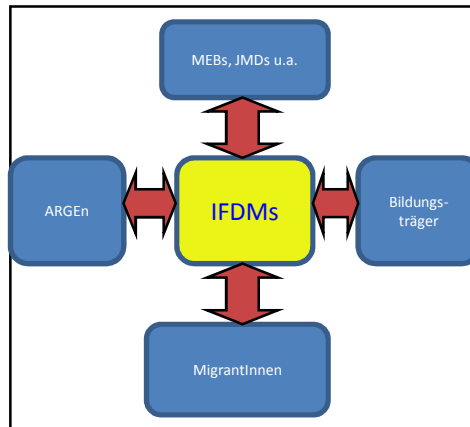 MEBs, JMDs u.a.
ARGEn
IFDMs
Bildungs-
träger
MigrantInnen